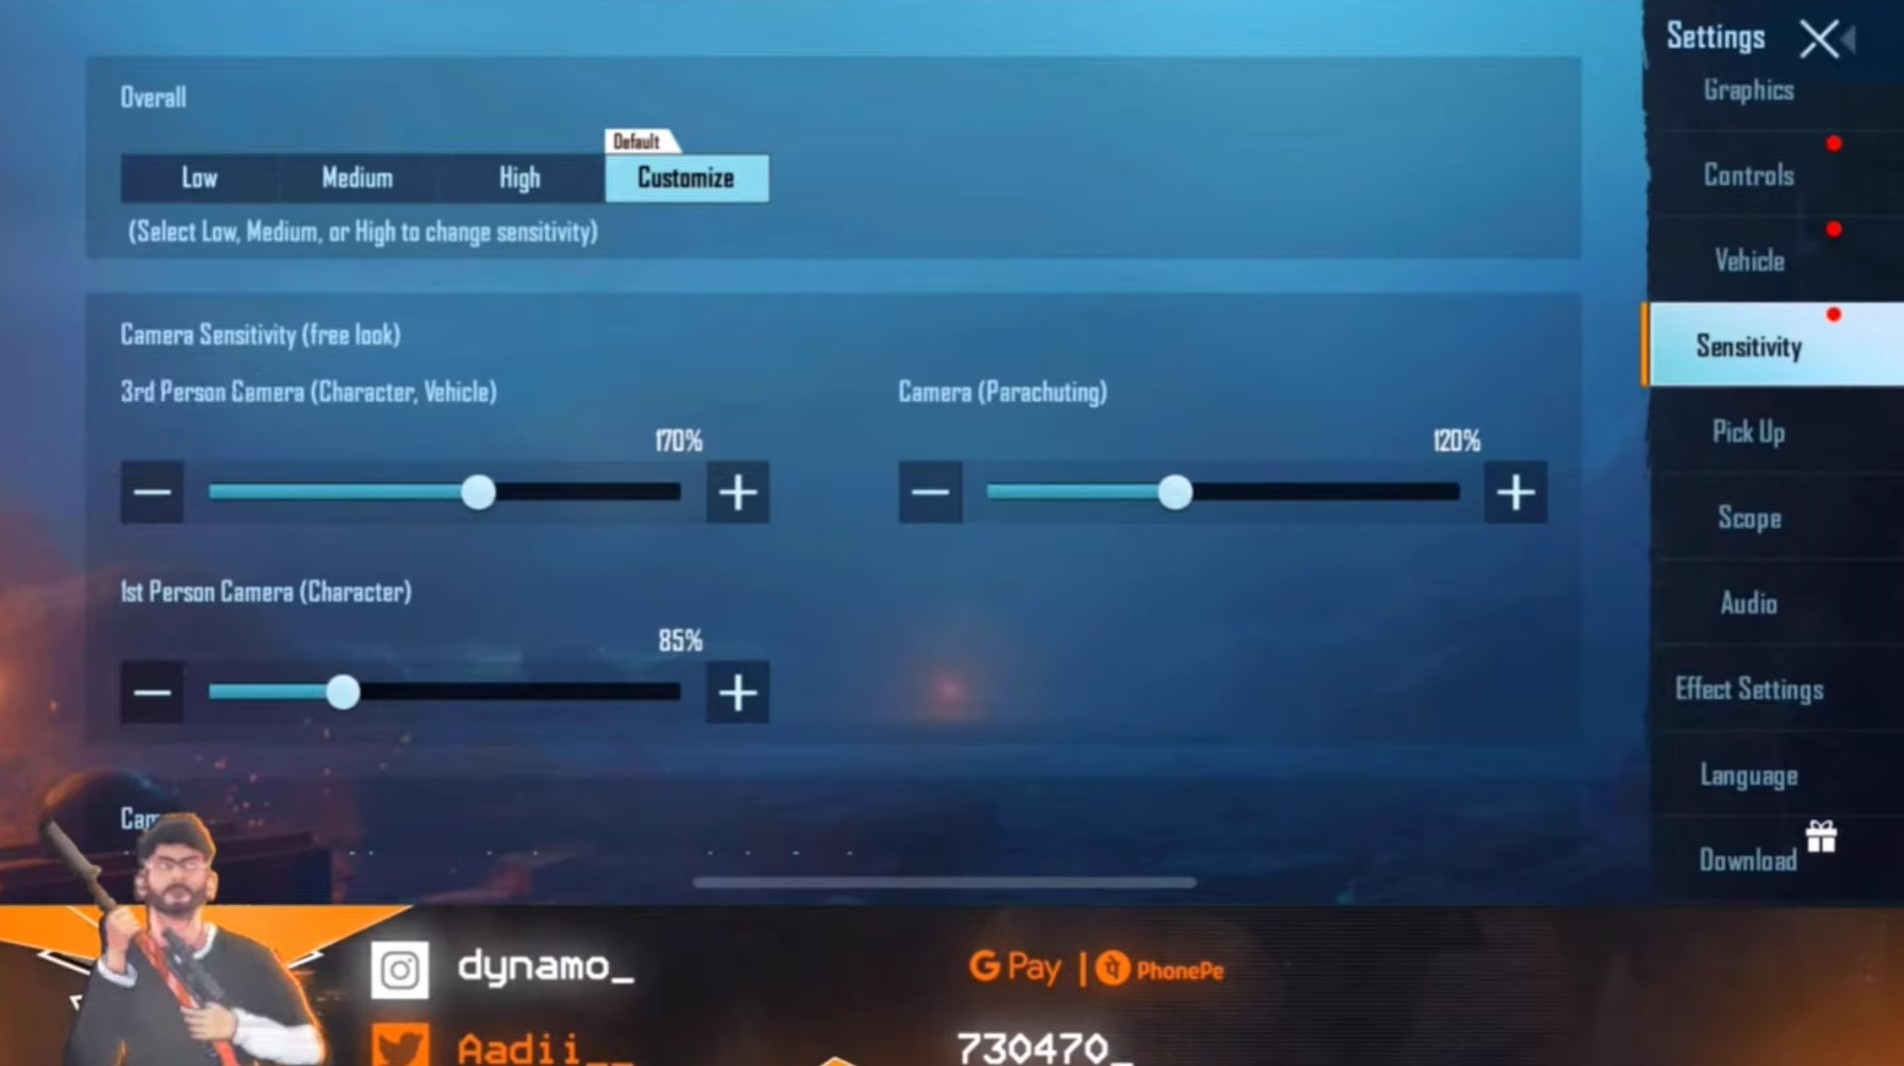 Settings
Graphics
Controls
Vehicle
Sensitivity
Pick Up
Scope
Audio
Effect Settings
Language
Download
Overall
Default
Low Medium High Customize
(Select Low, Medium, or High to change sensitivity)
Camera Sensitivity (free look)
3rd Person Camera (Character, Vehicle) Camera (Parachuting)
170% 120%
1st Person Camera (Character)
85%
dynamo_ G Pay | PhonePe
Aadii__ 730470_